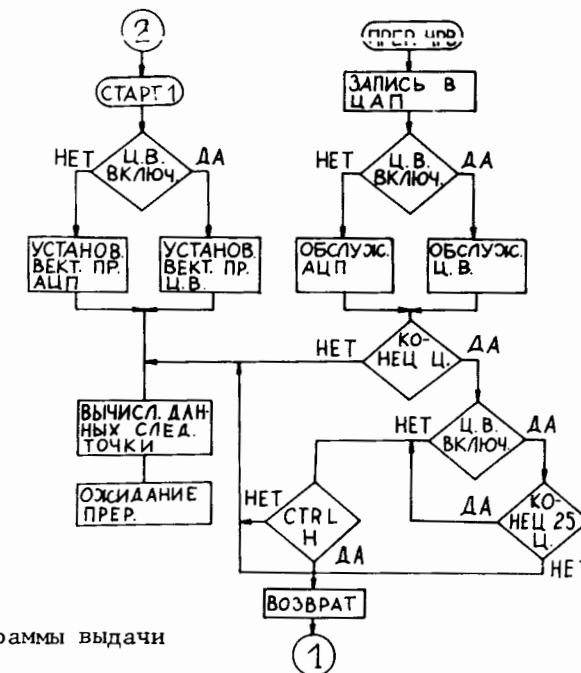 2
СТАРТ 1
Ц.В.
ВКЛЮЧ.
НЕТ
ДА
УСТАНОВ.
ВЕКТ. ПР.
АЦП
УСТАНОВ.
ВЕКТ. ПР.
Ц.В.
ВЫЧИСЛ. ДАН-
НЫХ СЛЕД.
ТОЧКИ
ОЖИДАНИЕ
ПРЕР.
ПРЕР. ЧРВ
ЗАПИСЬ В
ЦАП
Ц.В.
ВКЛЮЧ.
НЕТ
ДА
ОБСЛУЖ.
АЦП
ОБСЛУЖ.
Ц.В.
КО-
НЕЦ Ц.
НЕТ
ДА
Ц.В.
ВКЛЮЧ.
НЕТ
ДА
КО-
НЕЦ 25
Ц.
ДА
НЕТ
CTRL
H
НЕТ
ДА
ВОЗВРАТ
1
раммы выдачи